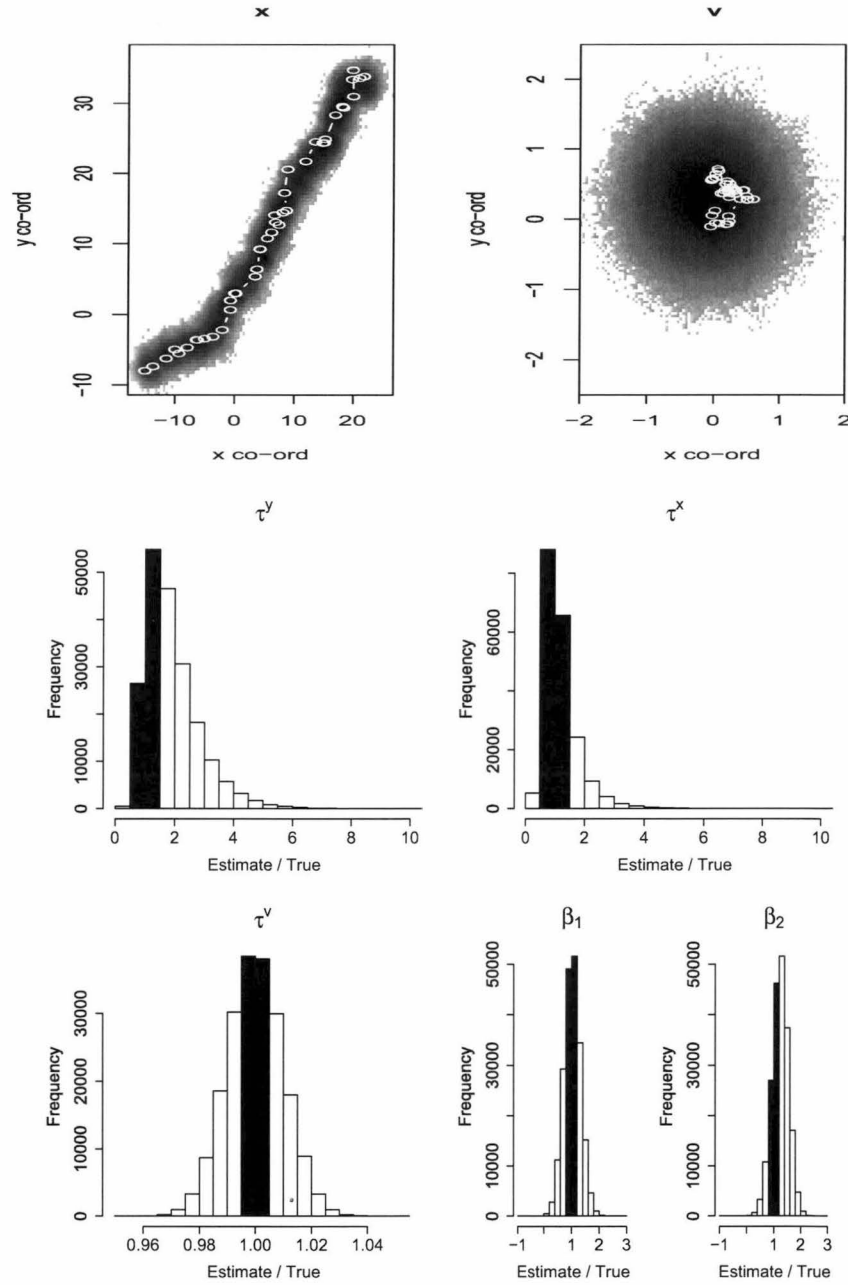 x
v
y co-ord
30
20
10
0
-10
-10 0 10 20
x co-ord
y co-ord
2
1
0
-1
-2
-2 -1 0 1 2
x co-ord
τ^y
Frequency
50000
30000
10000
0
0 2 4 6 8 10
Estimate / True
τ^x
Frequency
60000
20000
0
0 2 4 6 8 10
Estimate / True
τ^v
Frequency
30000
20000
10000
0
0.96 0.98 1.00 1.02 1.04
Estimate / True
β₁
Frequency
50000
30000
10000
0
-1 0 1 2 3
Estimate / True
β₂
Frequency
50000
30000
10000
0
-1 0 1 2 3
Estimate / True